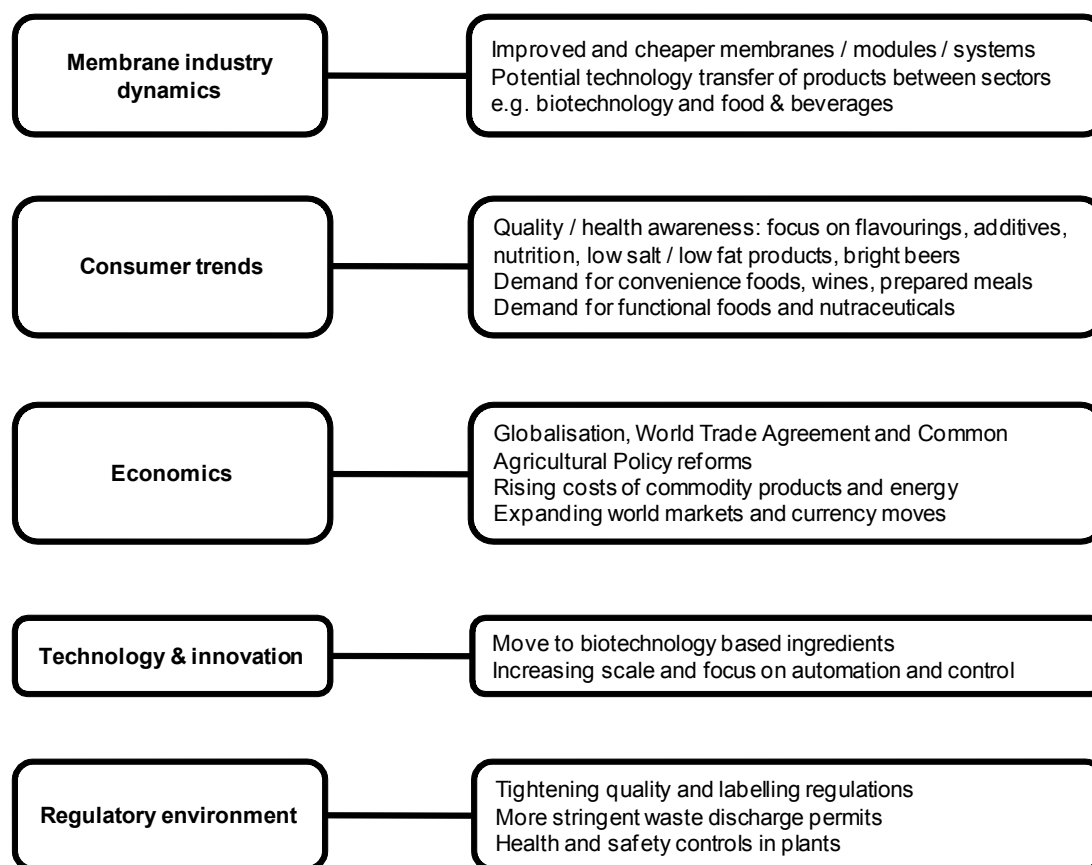 Membrane industry
dynamics
Improved and cheaper membranes / modules / systems
Potential technology transfer of products between sectors
e.g. biotechnology and food & beverages
Consumer trends
Quality / health awareness: focus on flavourings, additives,
nutrition, low salt / low fat products, bright beers
Demand for convenience foods, wines, prepared meals
Demand for functional foods and nutraceuticals
Economics
Globalisation, World Trade Agreement and Common
Agricultural Policy reforms
Rising costs of commodity products and energy
Expanding world markets and currency moves
Technology & innovation
Move to biotechnology based ingredients
Increasing scale and focus on automation and control
Regulatory environment
Tightening quality and labelling regulations
More stringent waste discharge permits
Health and safety controls in plants